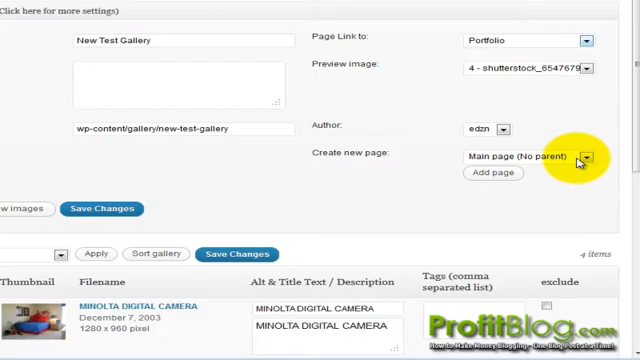 Click here for more settings)
New Test Gallery
Page Link to:
Portfolio
Preview image:
4 - shutterstock_6547679
wp-content/gallery/new-test-gallery
Author:
edzn
Create new page:
Main page (No parent)
Add page
w images
Save Changes
Apply
Sort gallery
Save Changes
4 items
Thumbnail
Filename
Alt & Title Text / Description
Tags (comma
separated list)
exclude
MINOLTA DIGITAL CAMERA
December 7, 2003
1280 x 960 pixel
MINOLTA DIGITAL CAMERA
MINOLTA DIGITAL CAMERA
ProfitBlog.com
How to Make Money Blogging - One Blog Post at a Time!